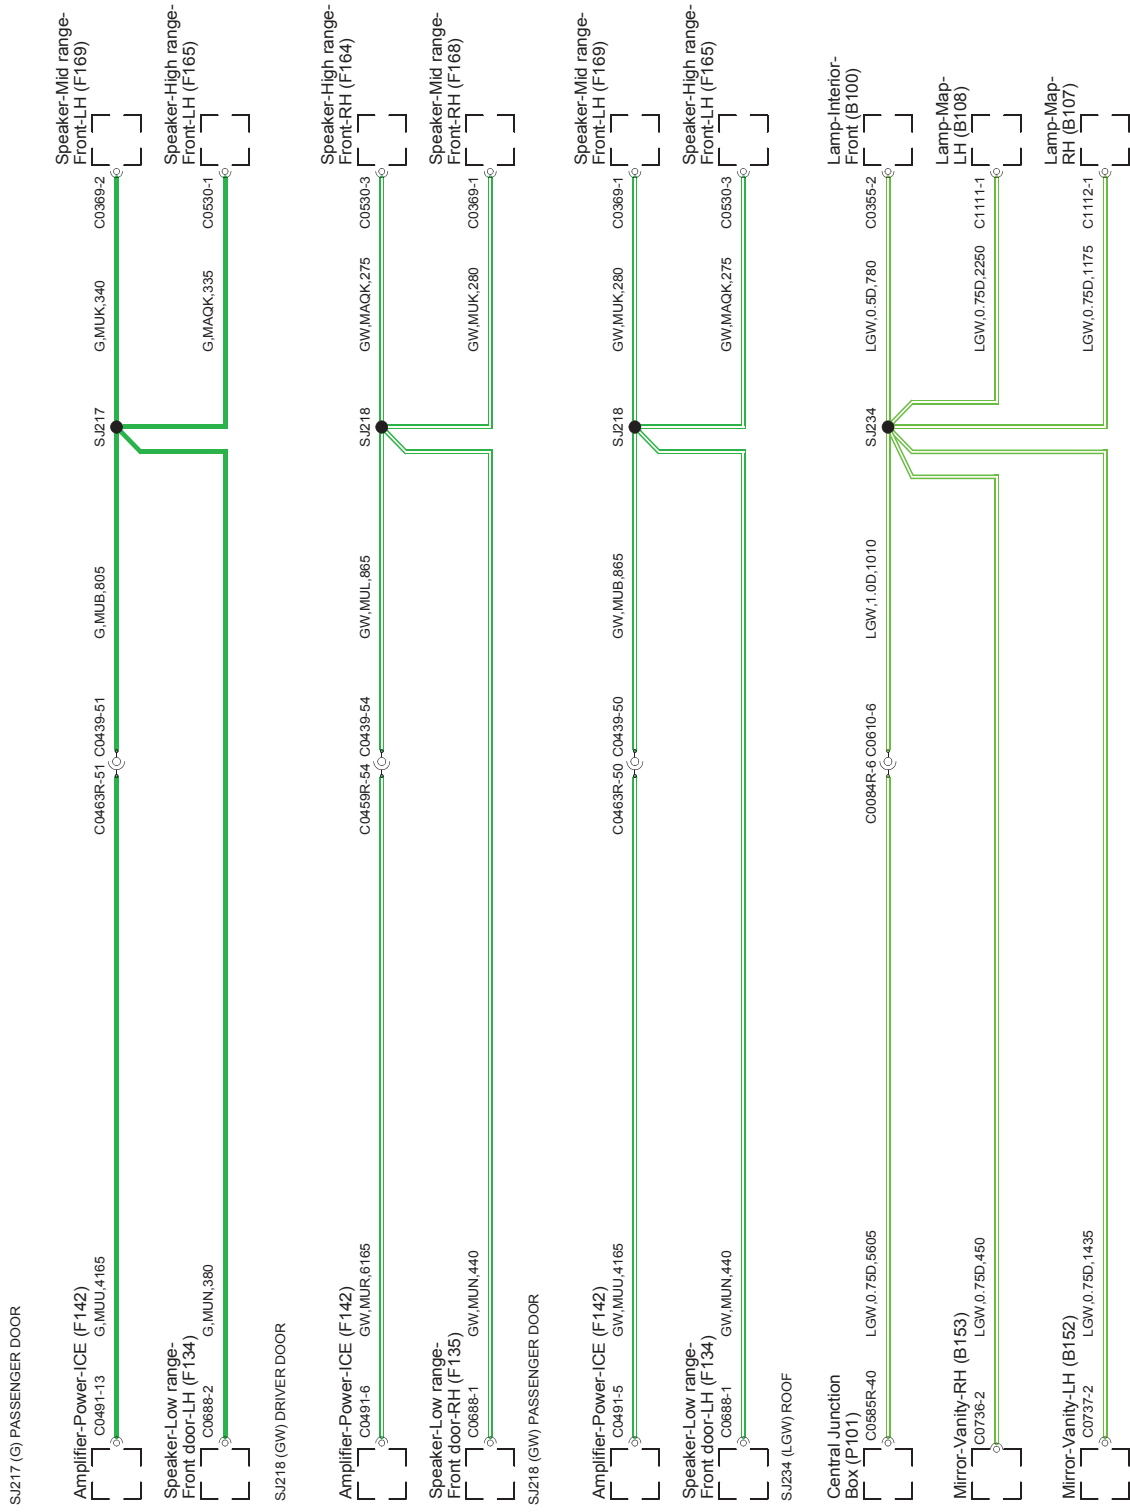 SJ217 (G) PASSENGER DOOR
Amplifier-Power-ICE (F142)
C0491-13
G,MUU,4165
C0463R-51
C0439-51
G,MUB,805
SJ217
G,MUK,340
C0369-2
Speaker-Mid range-
Front-LH (F169)
Speaker-Low range-
Front door-LH (F134)
C0688-2
G,MUN,380
G,MAQK,335
C0530-1
Speaker-High range-
Front-LH (F165)
SJ218 (GW) DRIVER DOOR
Amplifier-Power-ICE (F142)
C0491-6
GW,MUR,6165
C0459R-54
C0439-54
GW,MUL,865
SJ218
GW,MAQK,275
C0530-3
Speaker-High range-
Front-RH (F164)
Speaker-Low range-
Front door-RH (F135)
C0688-1
GW,MUN,440
GW,MUK,280
C0369-1
Speaker-Mid range-
Front-RH (F168)
SJ218 (GW) PASSENGER DOOR
Amplifier-Power-ICE (F142)
C0491-5
GW,MUU,4165
C0463R-50
C0439-50
GW,MUB,865
SJ218
GW,MUK,280
C0369-1
Speaker-Mid range-
Front-LH (F169)
Speaker-Low range-
Front door-LH (F134)
C0688-1
GW,MUN,440
GW,MAQK,275
C0530-3
Speaker-High range-
Front-LH (F165)
SJ234 (LGW) ROOF
Central Junction
Box (P101)
C0585R-40
LGW,0.75D,5605
C0084R-6
C0610-6
LGW,1.0D,1010
SJ234
LGW,0.5D,780
C0355-2
Lamp-Interior-
Front (B100)
Mirror-Vanity-RH (B153)
C0736-2
LGW,0.75D,450
LGW,0.75D,2250
C1111-1
Lamp-Map-
LH (B108)
Mirror-Vanity-LH (B152)
C0737-2
LGW,0.75D,1435
LGW,0.75D,1175
C1112-1
Lamp-Map-
RH (B107)